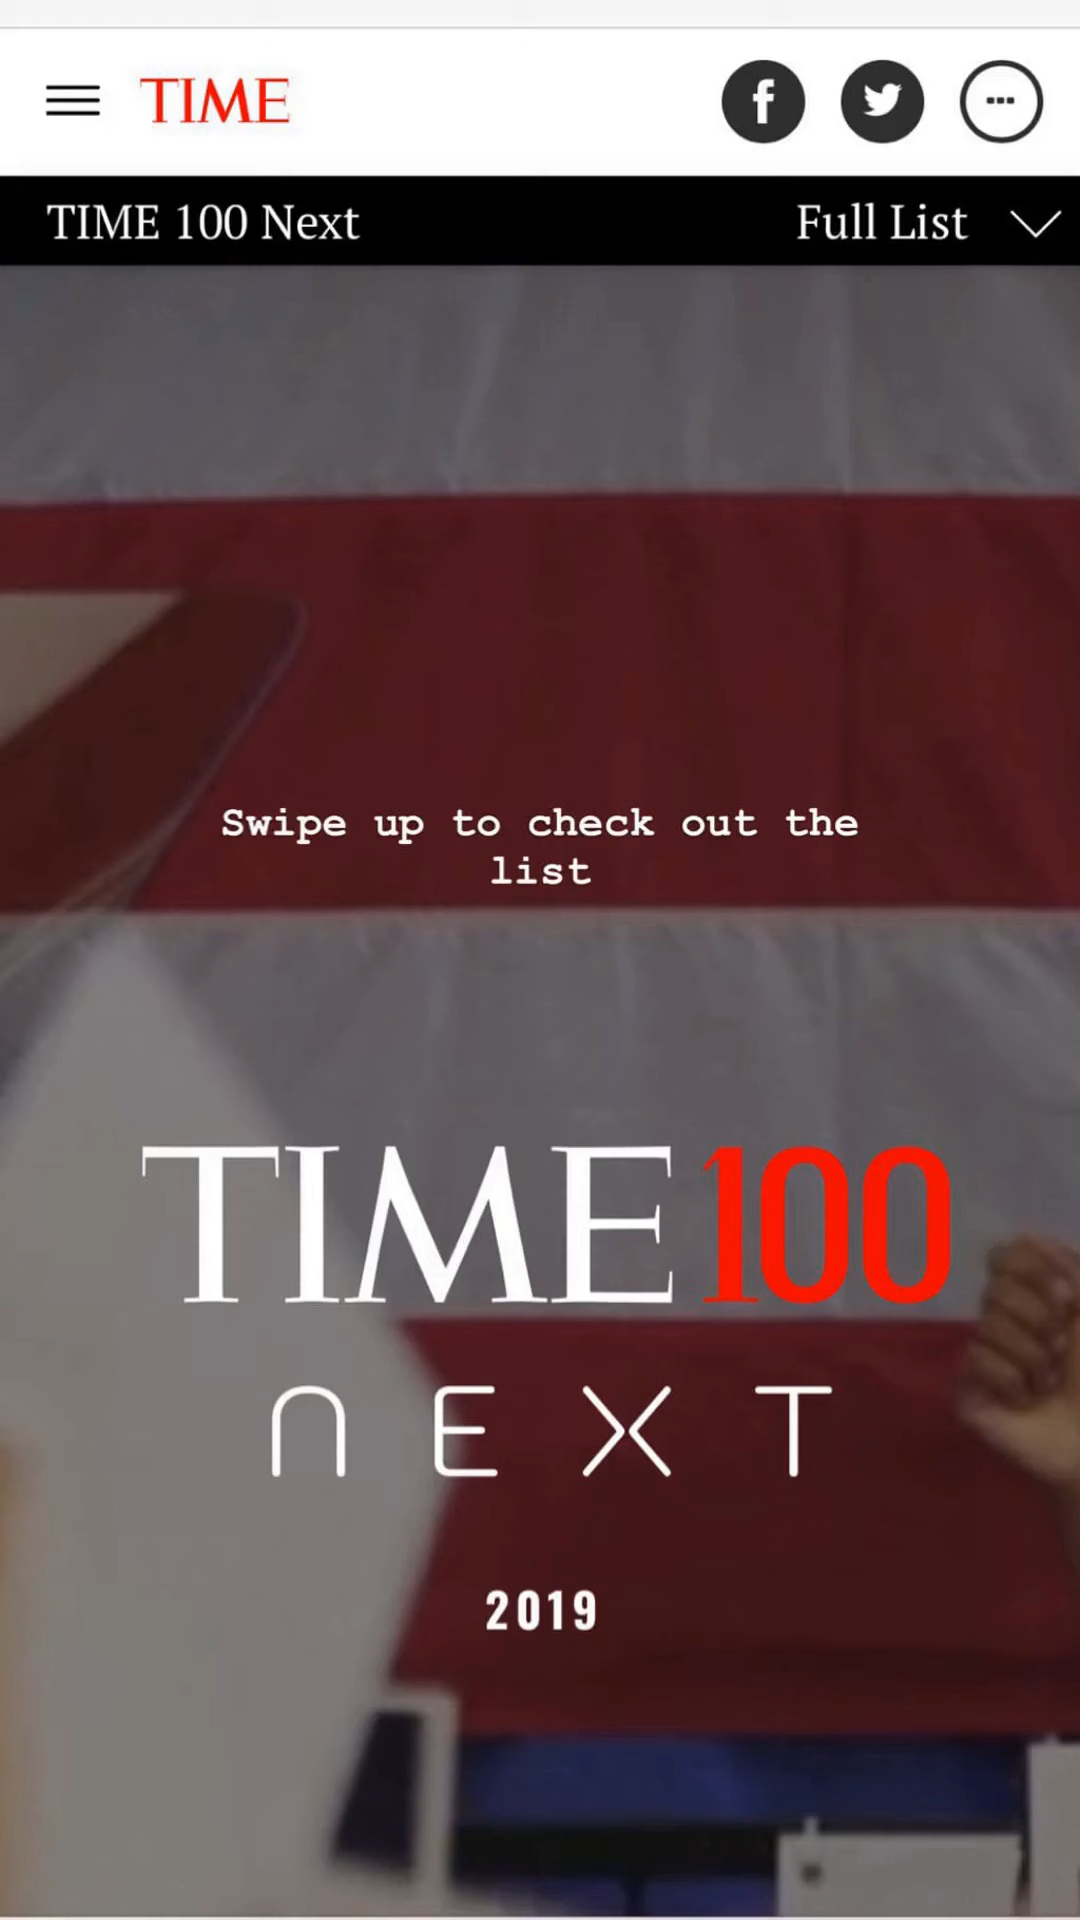 TIME
TIME 100 Next
Full List
Swipe up to check out the
list
TIME100
NEXT
2019